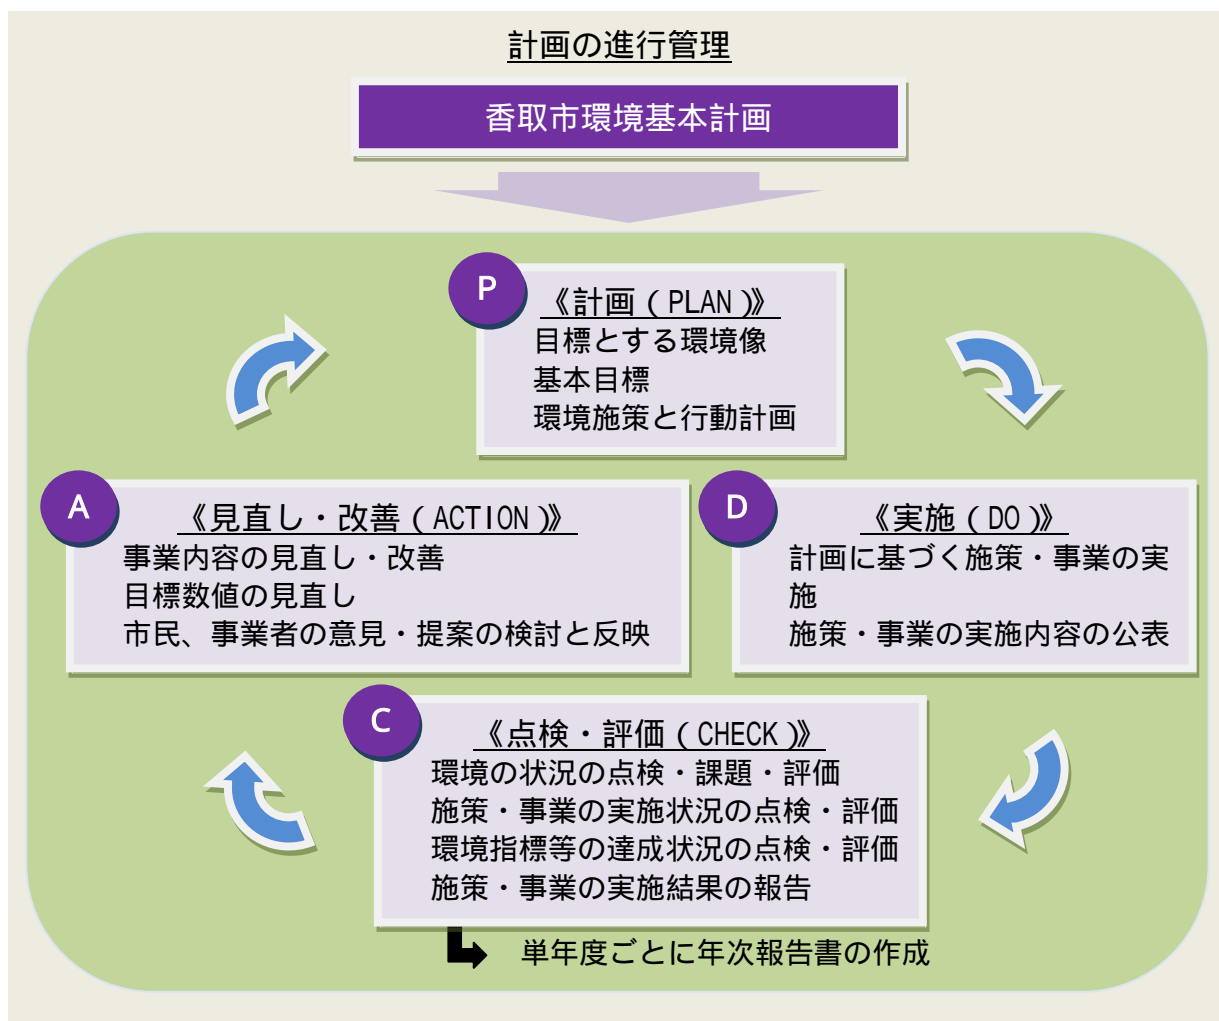 計画の進行管理
香取市環境基本計画
P
《計画(PLAN)》
目標とする環境像
基本目標
環境施策と行動計画
A
《見直し・改善(ACTION)》
事業内容の見直し・改善
目標数値の見直し
市民、事業者の意見・提案の検討と反映
D
《実施(DO)》
計画に基づく施策・事業の実
施
施策・事業の実施内容の公表
C
《点検・評価(CHECK)》
環境の状況の点検・課題・評価
施策・事業の実施状況の点検・評価
環境指標等の達成状況の点検・評価
施策・事業の実施結果の報告
単年度ごとに年次報告書の作成